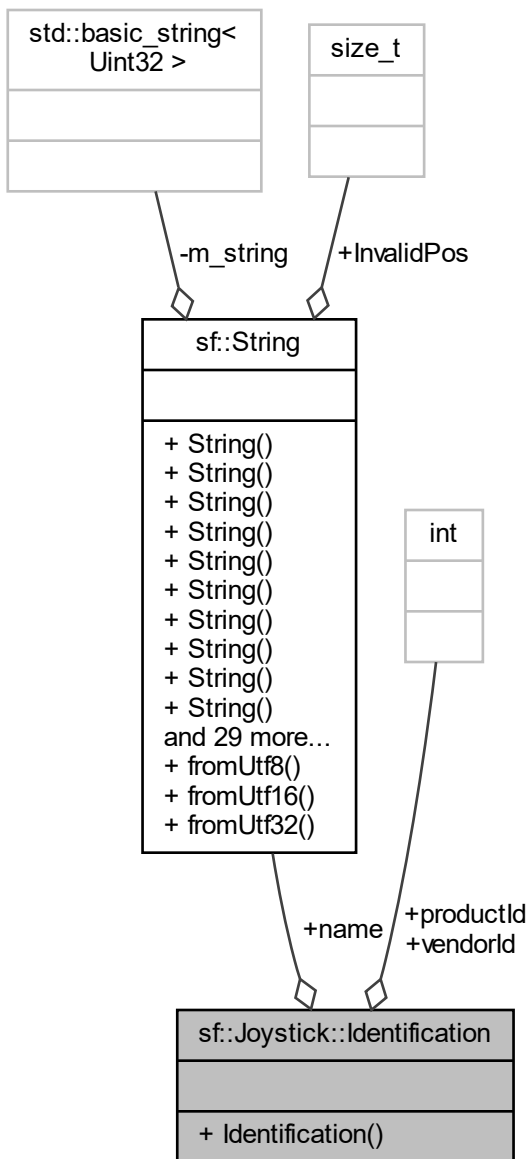 std::basic_string<
Uint32 >
size_t
-m_string
+InvalidPos
sf::String
+ String()
+ String()
+ String()
+ String()
+ String()
+ String()
+ String()
+ String()
+ String()
+ String()
and 29 more...
+ fromUtf8()
+ fromUtf16()
+ fromUtf32()
int
+name
+productId
+vendorId
sf::Joystick::Identification
+ Identification()